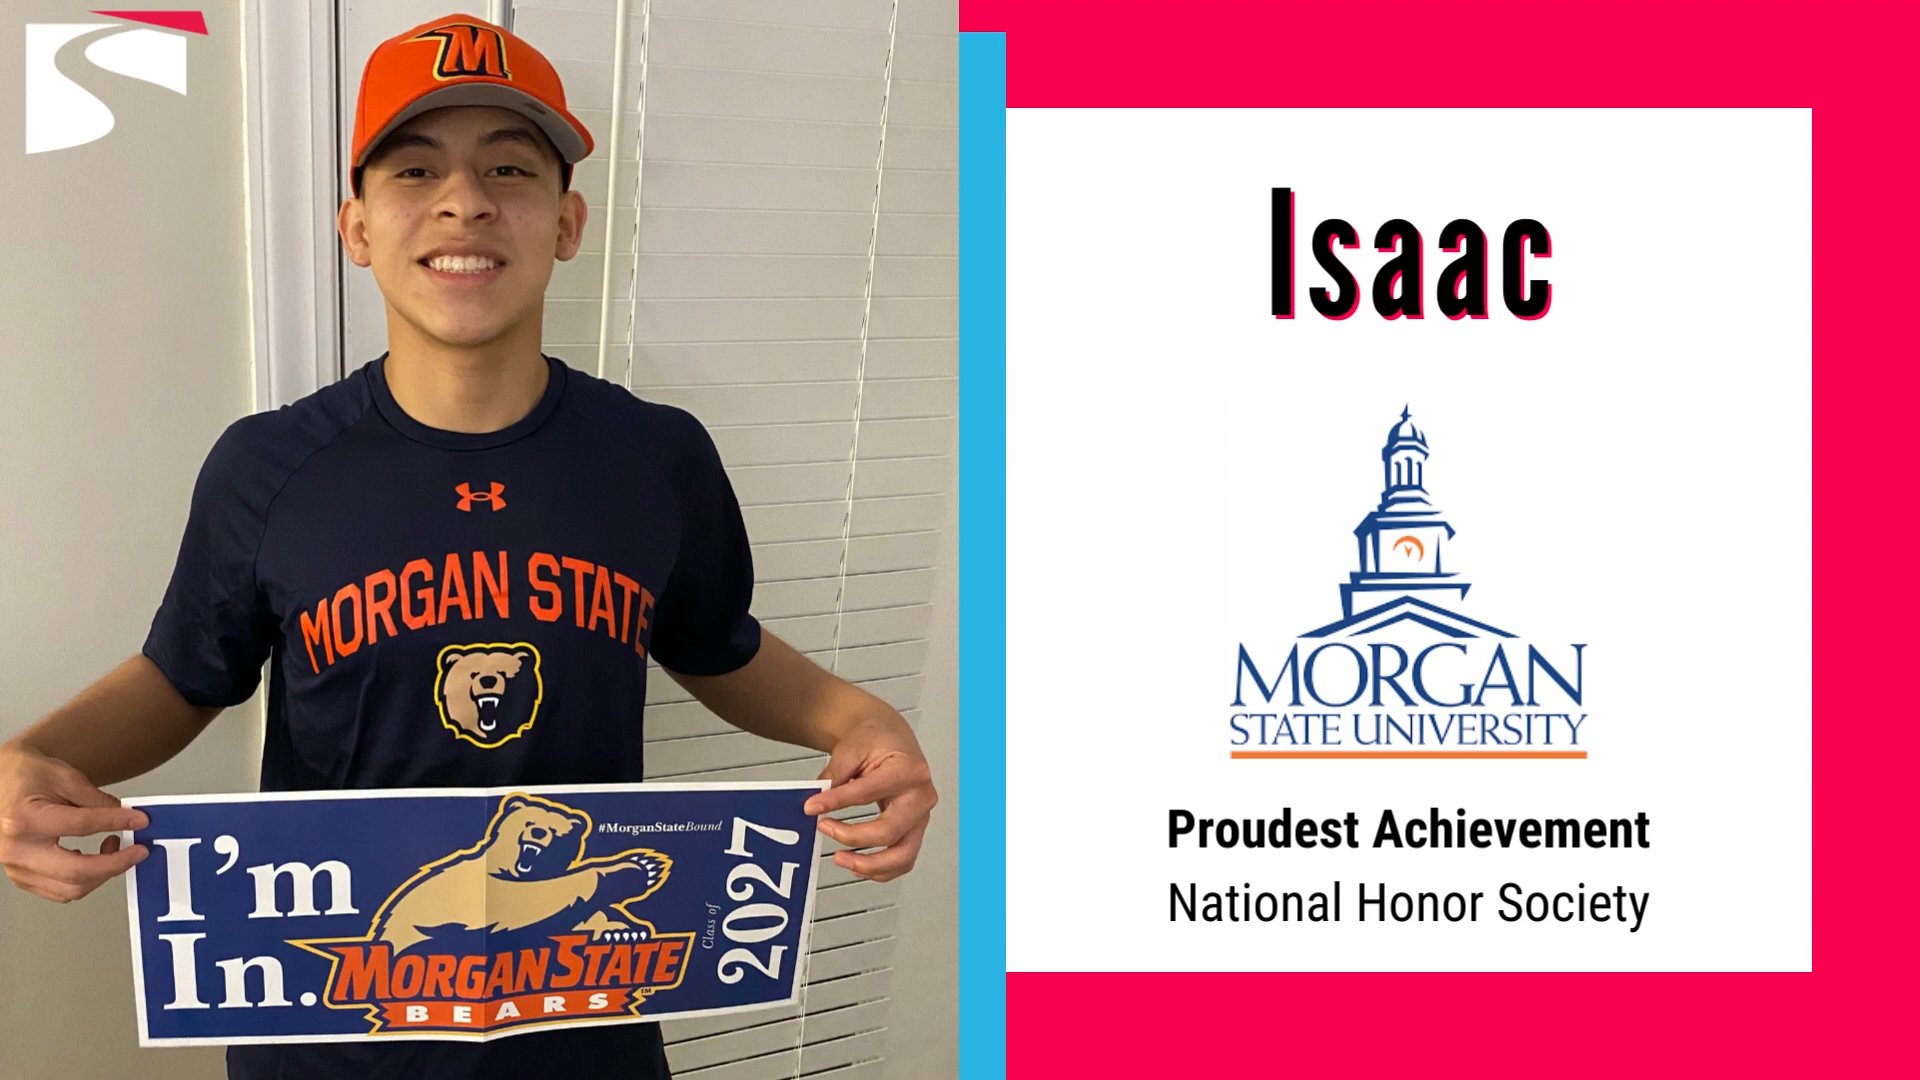 M
MORGAN STATE
I'm
In.
#MorganStateBound
MORGAN STATE
BEARS
TM
Class of
2027
Isaac
MORGAN
STATE UNIVERSITY
Proudest Achievement
National Honor Society